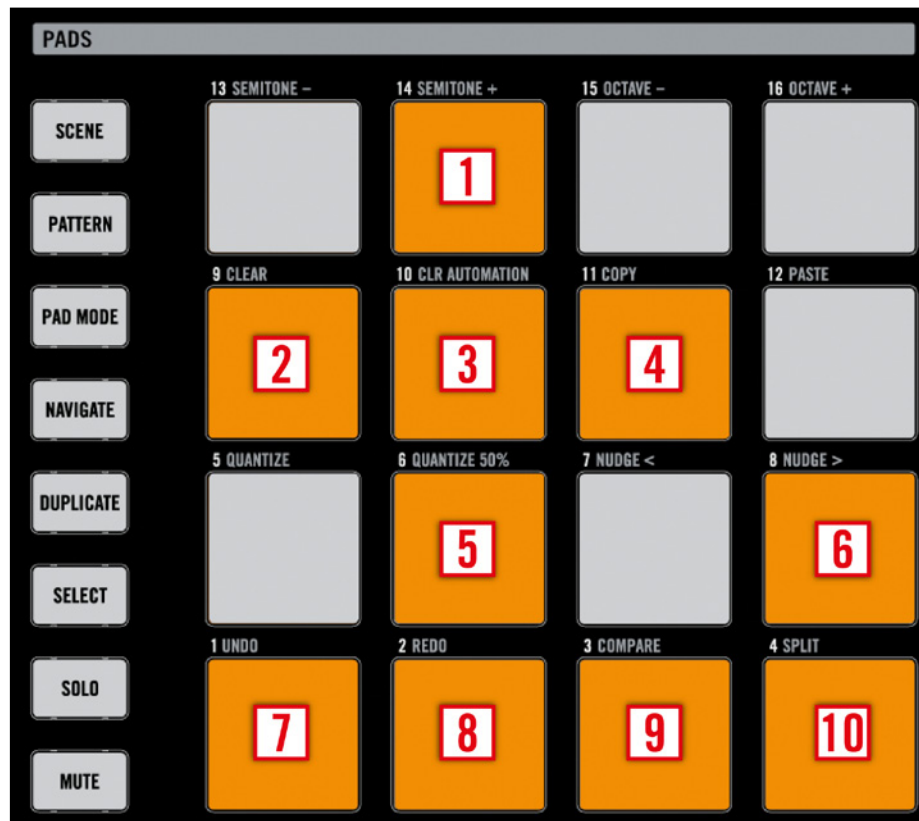 PADS
13 SEMITONE – 14 SEMITONE + 15 OCTAVE – 16 OCTAVE +
SCENE
1
PATTERN
9 CLEAR 10 CLR AUTOMATION 11 COPY 12 PASTE
PAD MODE
2 3 4
NAVIGATE
5 QUANTIZE 6 QUANTIZE 50% 7 NUDGE < 8 NUDGE >
DUPLICATE
5 6
SELECT
1 UNDO 2 REDO 3 COMPARE 4 SPLIT
SOLO
7 8 9 10
MUTE